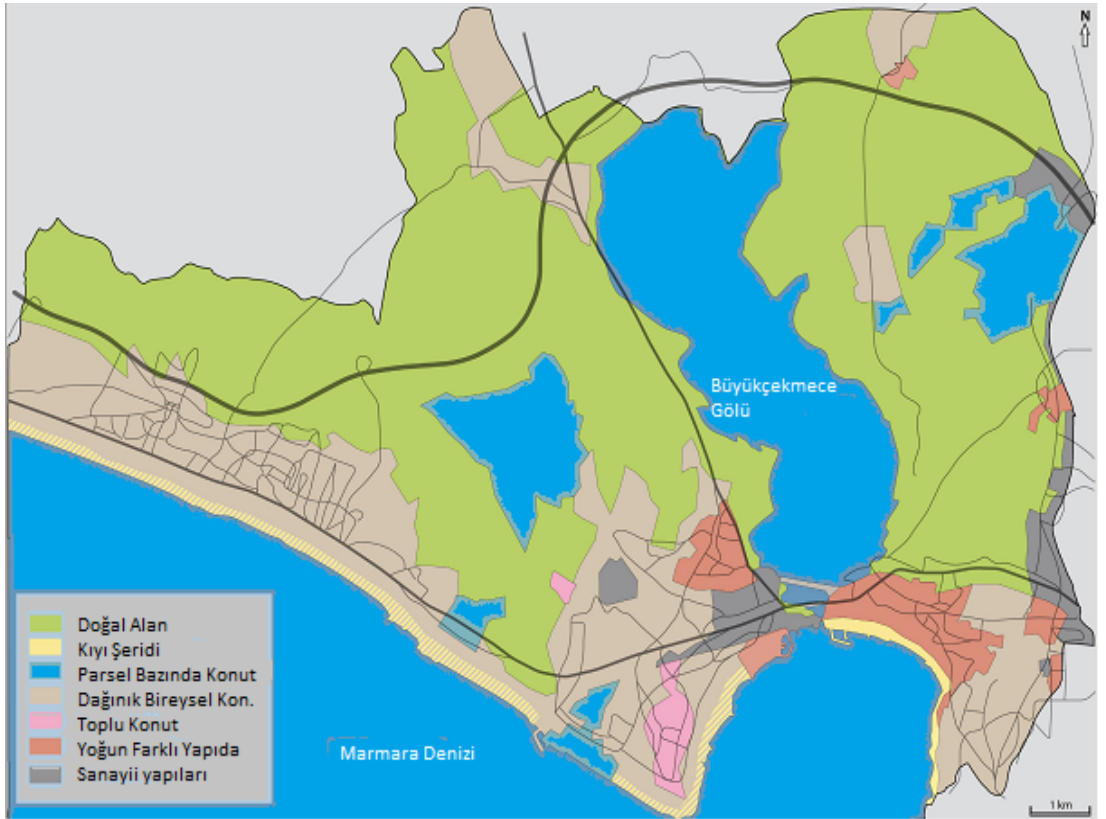 N
Büyükçekmece
Gölü
Doğal Alan
Kıyı Şeridi
Parsel Bazında Konut
Dağınık Bireysel Kon.
Toplu Konut
Yoğun Farklı Yapıda
Sanayii yapıları
Marmara Denizi
1 km